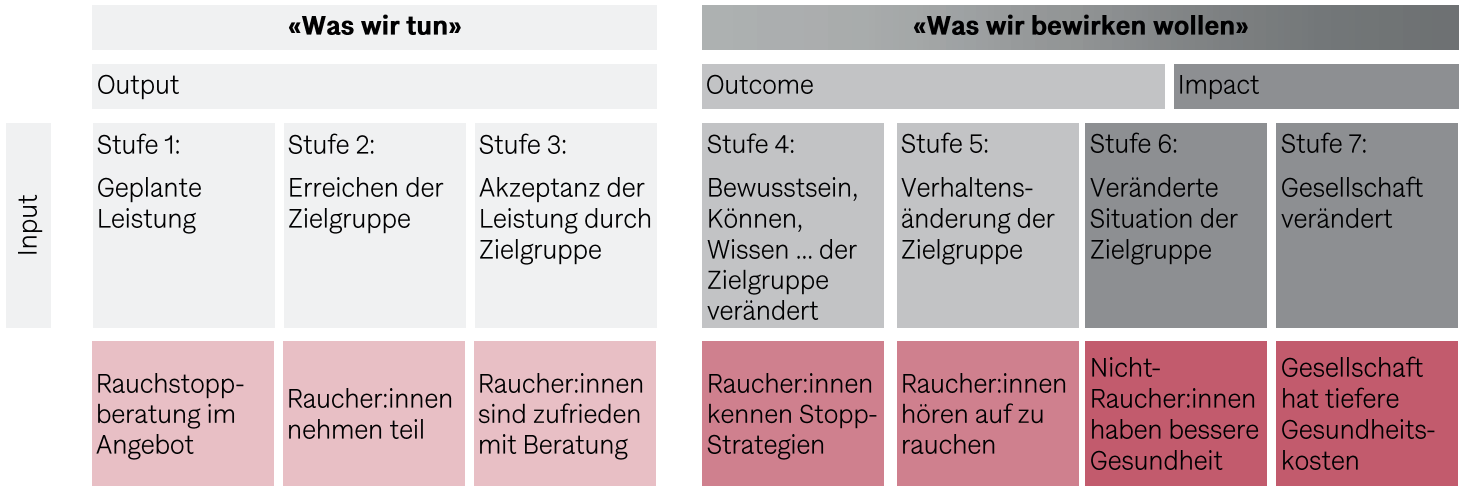 «Was wir tun»
«Was wir bewirken wollen»
Output
Outcome
Impact
Input
Stufe 1:
Geplante
Leistung
Stufe 2:
Erreichen der
Zielgruppe
Stufe 3:
Akzeptanz der
Leistung durch
Zielgruppe
Stufe 4:
Bewusstsein,
Können,
Wissen ... der
Zielgruppe
verändert
Stufe 5:
Verhaltens-
änderung der
Zielgruppe
Stufe 6:
Veränderte
Situation der
Zielgruppe
Stufe 7:
Gesellschaft
verändert
Rauchstopp-
beratung im
Angebot
Raucher:innen
nehmen teil
Raucher:innen
sind zufrieden
mit Beratung
Raucher:innen
kennen Stopp-
Strategien
Raucher:innen
hören auf zu
rauchen
Nicht-
Raucher:innen
haben bessere
Gesundheit
Gesellschaft
hat tiefere
Gesundheits-
kosten